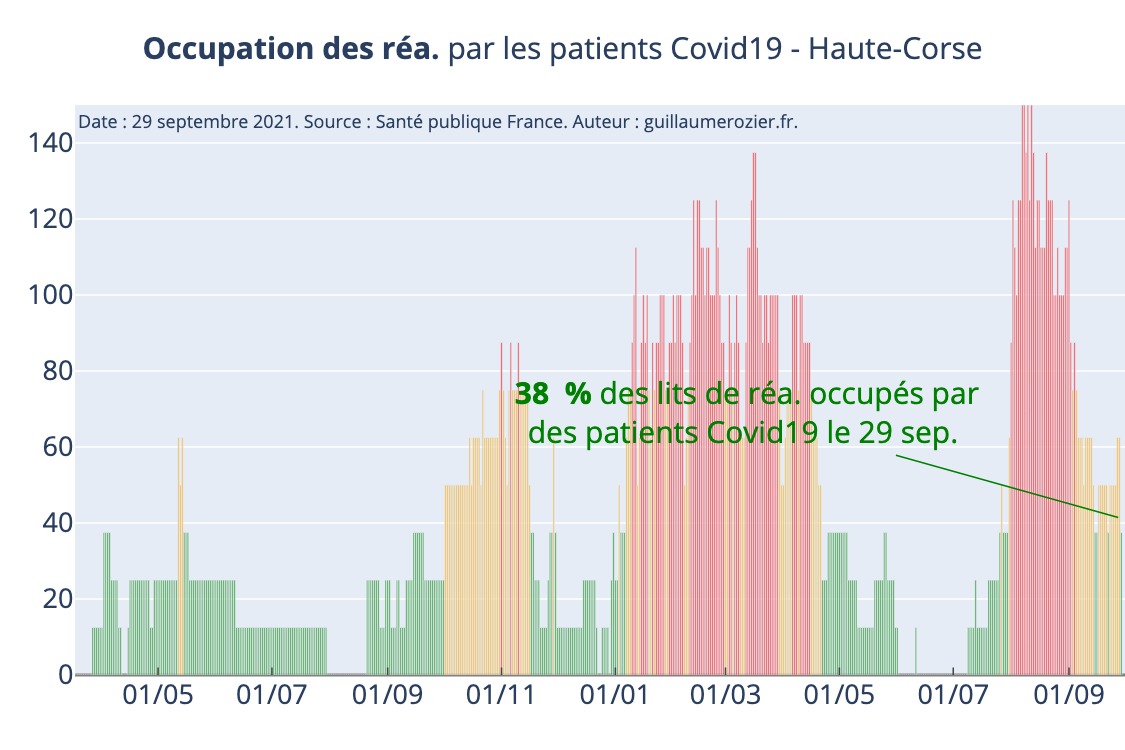 Occupation des réa. par les patients Covid19 - Haute-Corse
Date : 29 septembre 2021. Source : Santé publique France. Auteur : guillaumerozier.fr.
140
120
100
80
38 % des lits de réa. occupés par
des patients Covid19 le 29 sep.
60
40
20
0
01/05 01/07 01/09 01/11 01/01 01/03 01/05 01/07 01/09